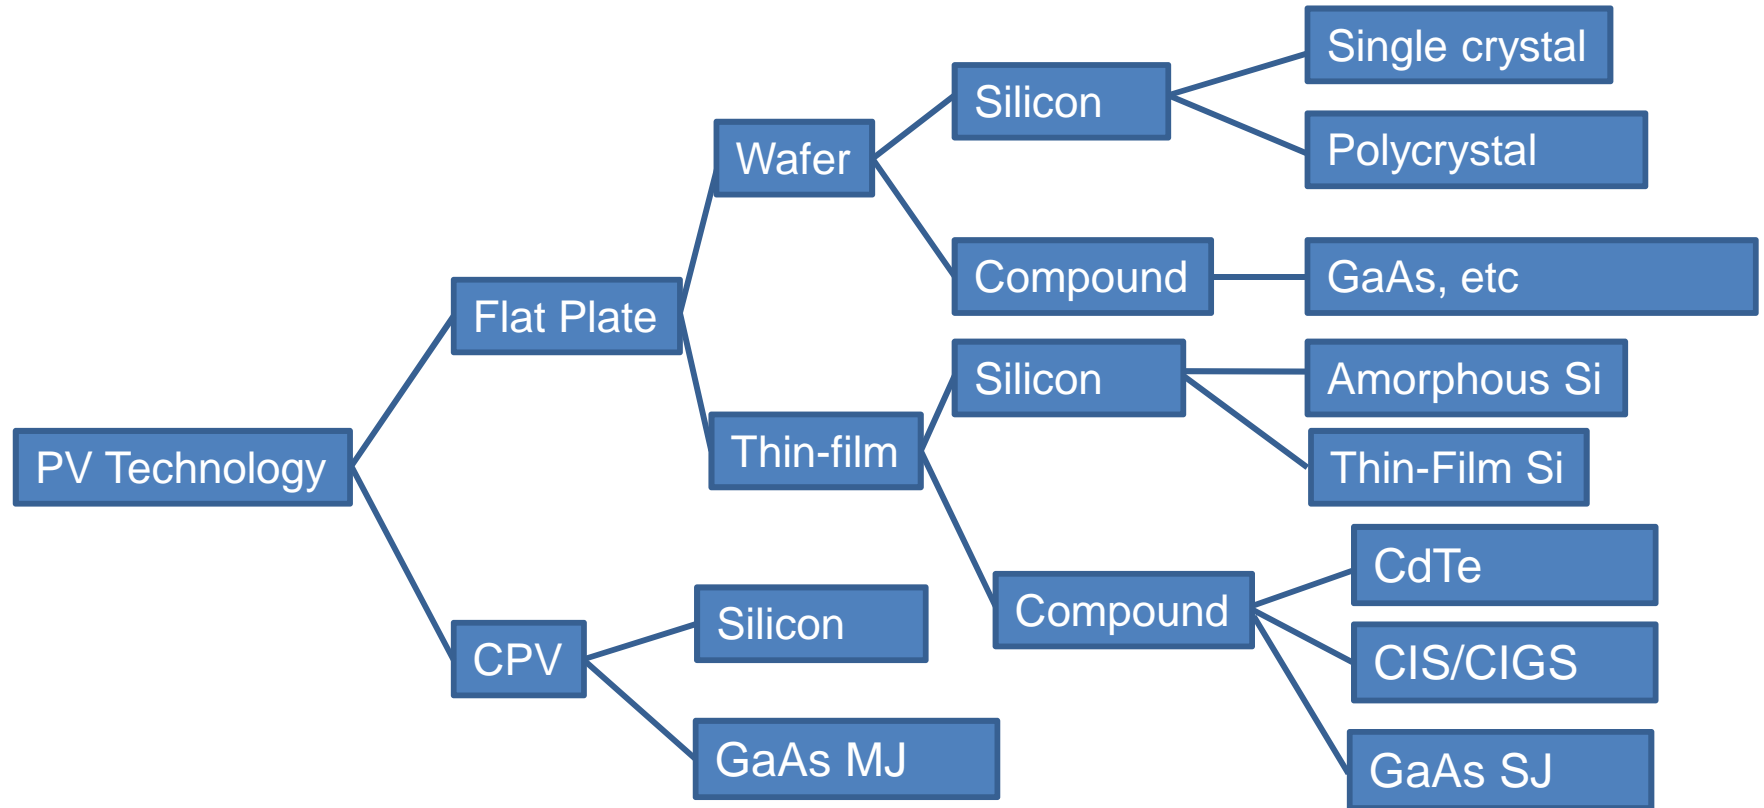 Single crystal
Silicon
Polycrystal
Wafer
Compound
GaAs, etc
Flat Plate
Silicon
Amorphous Si
Thin-film
Thin-Film Si
PV Technology
CdTe
Compound
Silicon
CIS/CIGS
CPV
GaAs MJ
GaAs SJ